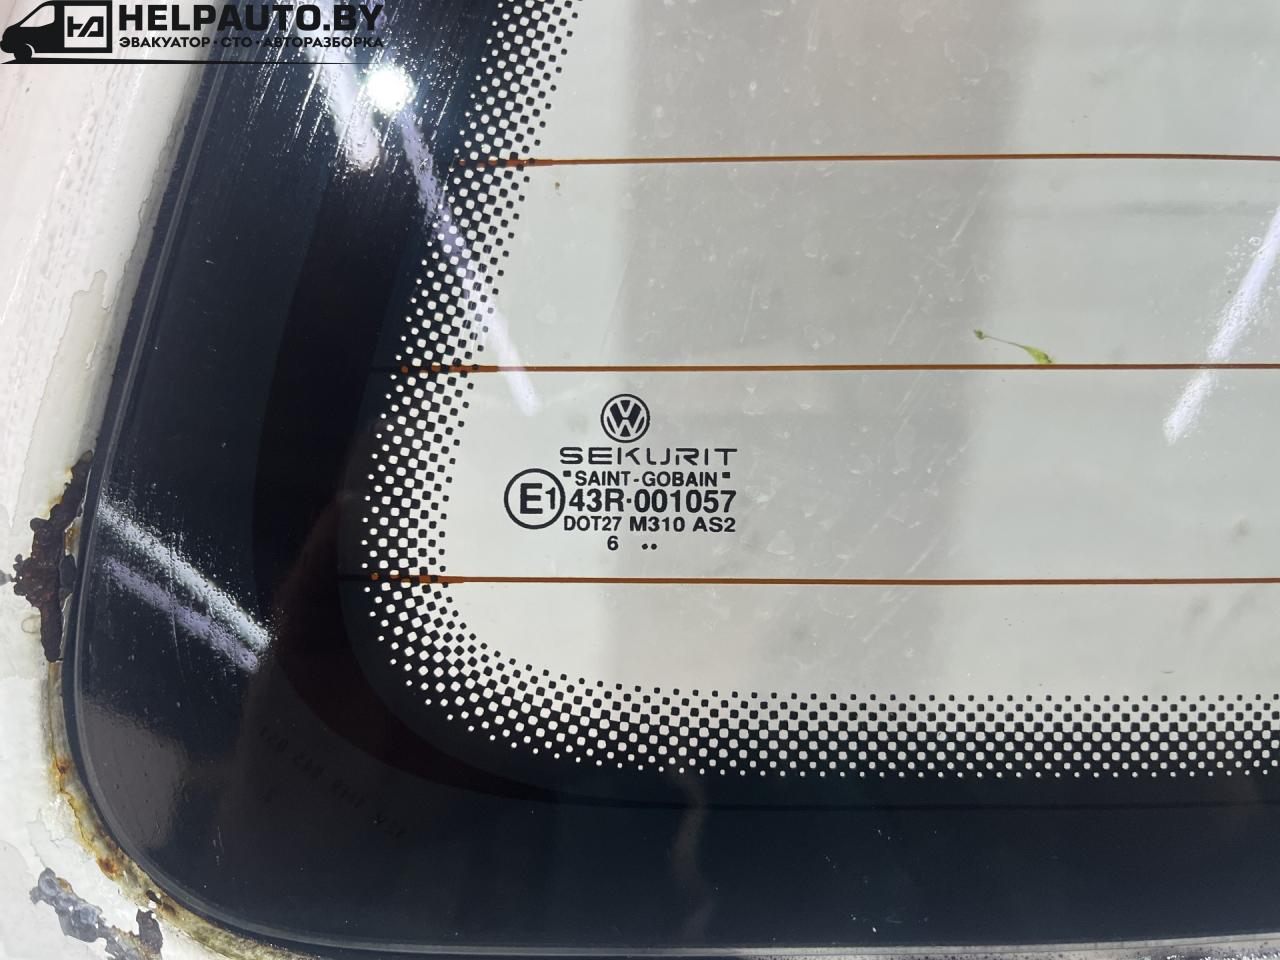 HELPAUTO.BY
ЭВАКУАТОР · СТО · АВТОРАЗБОРКА
SEKURIT
"SAINT-GOBAIN"
E1 43R·001057
DOT27 M310 AS2
6 ..